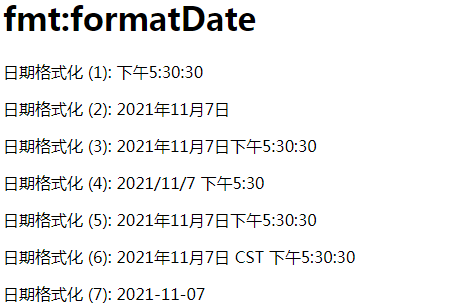 fmt:formatDate
日期格式化 (1): 下午5:30:30
日期格式化 (2): 2021年11月7日
日期格式化 (3): 2021年11月7日下午5:30:30
日期格式化 (4): 2021/11/7 下午5:30
日期格式化 (5): 2021年11月7日下午5:30:30
日期格式化 (6): 2021年11月7日 CST 下午5:30:30
日期格式化 (7): 2021-11-07